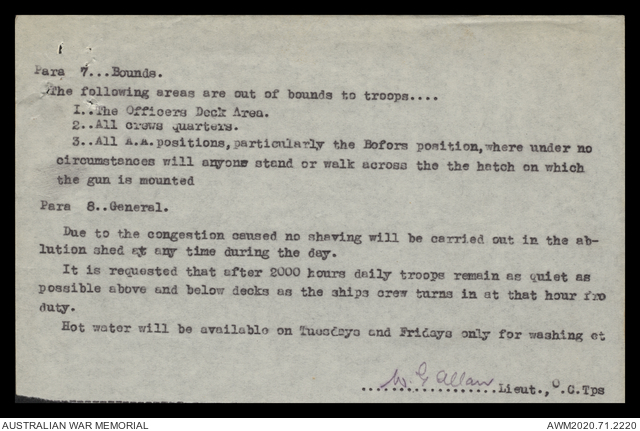 Para 7...Bounds.
The following areas are out of bounds to troops....
1..The Officers Deck Area.
2..All crews quarters.
3..All A.A.positions,particularly the Bofors position,where under no
circumstances will anyone stand or walk across the the hatch on which
the gun is mounted
Para 8..General.
Due to the congestion caused no shaving will be carried out in the ab-
lution shed at any time during the day.
It is requested that after 2000 hours daily troops remain as quiet as
possible above and below decks as the ships crew turns in at that hour fro
duty.
Hot water will be available on Tuesdays and Fridays only for washing et
W G Allan
....................Lieut.,O.C.Tps
AUSTRALIAN WAR MEMORIAL
AWM2020.71.2220